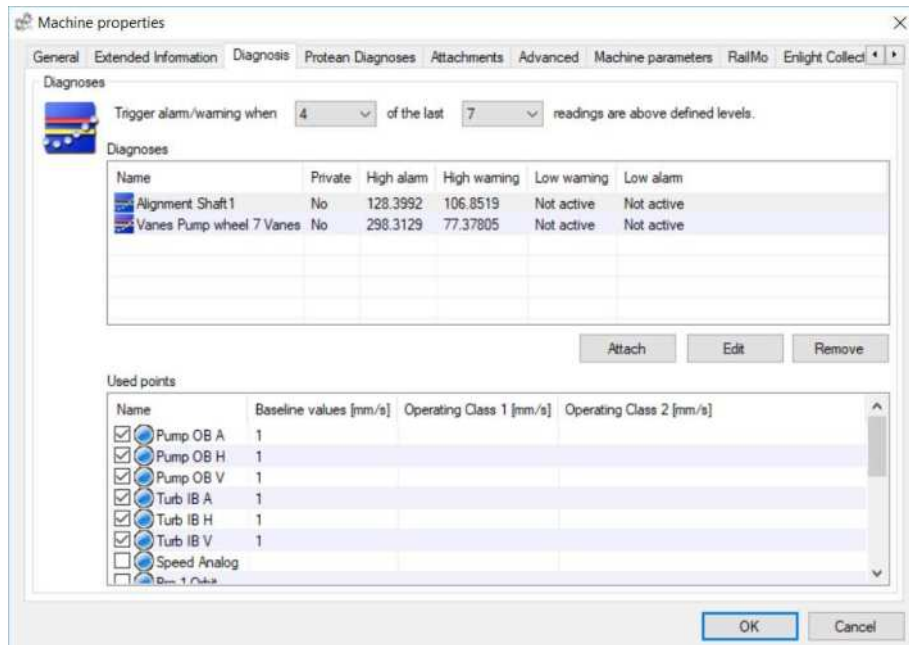 Machine properties
General Extended Information Diagnosis Protean Diagnoses Attachments Advanced Machine parameters RailMo Enlight Collect
Diagnoses
Trigger alarm/warning when 4 of the last 7 readings are above defined levels.
Diagnoses
Name Private High alarm High warning Low warning Low alarm
Alignment Shaft1 No 128.3992 106.8519 Not active Not active
Vanes Pump wheel 7 Vanes No 298.3129 77.37805 Not active Not active
Attach Edit Remove
Used points
Name Baseline values [mm/s] Operating Class 1 [mm/s] Operating Class 2 [mm/s]
Pump OB A 1
Pump OB H 1
Pump OB V 1
Turb IB A 1
Turb IB H 1
Turb IB V 1
Speed Analog
1 Orbit
OK Cancel